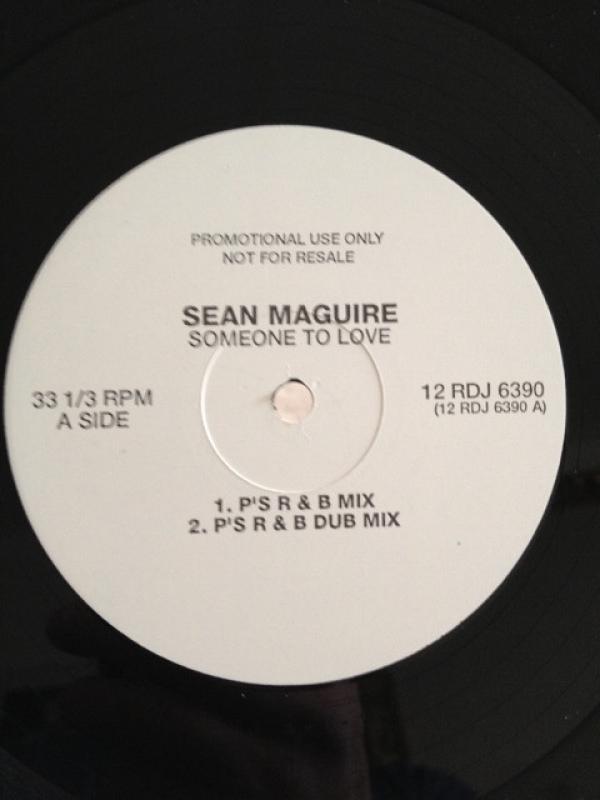 PROMOTIONAL USE ONLY
NOT FOR RESALE
SEAN MAGUIRE
SOMEONE TO LOVE
33 1/3 RPM
A SIDE
12 RDJ 6390
(12 RDJ 6390 A)
1. P'S R & B MIX
2. P'S R & B DUB MIX